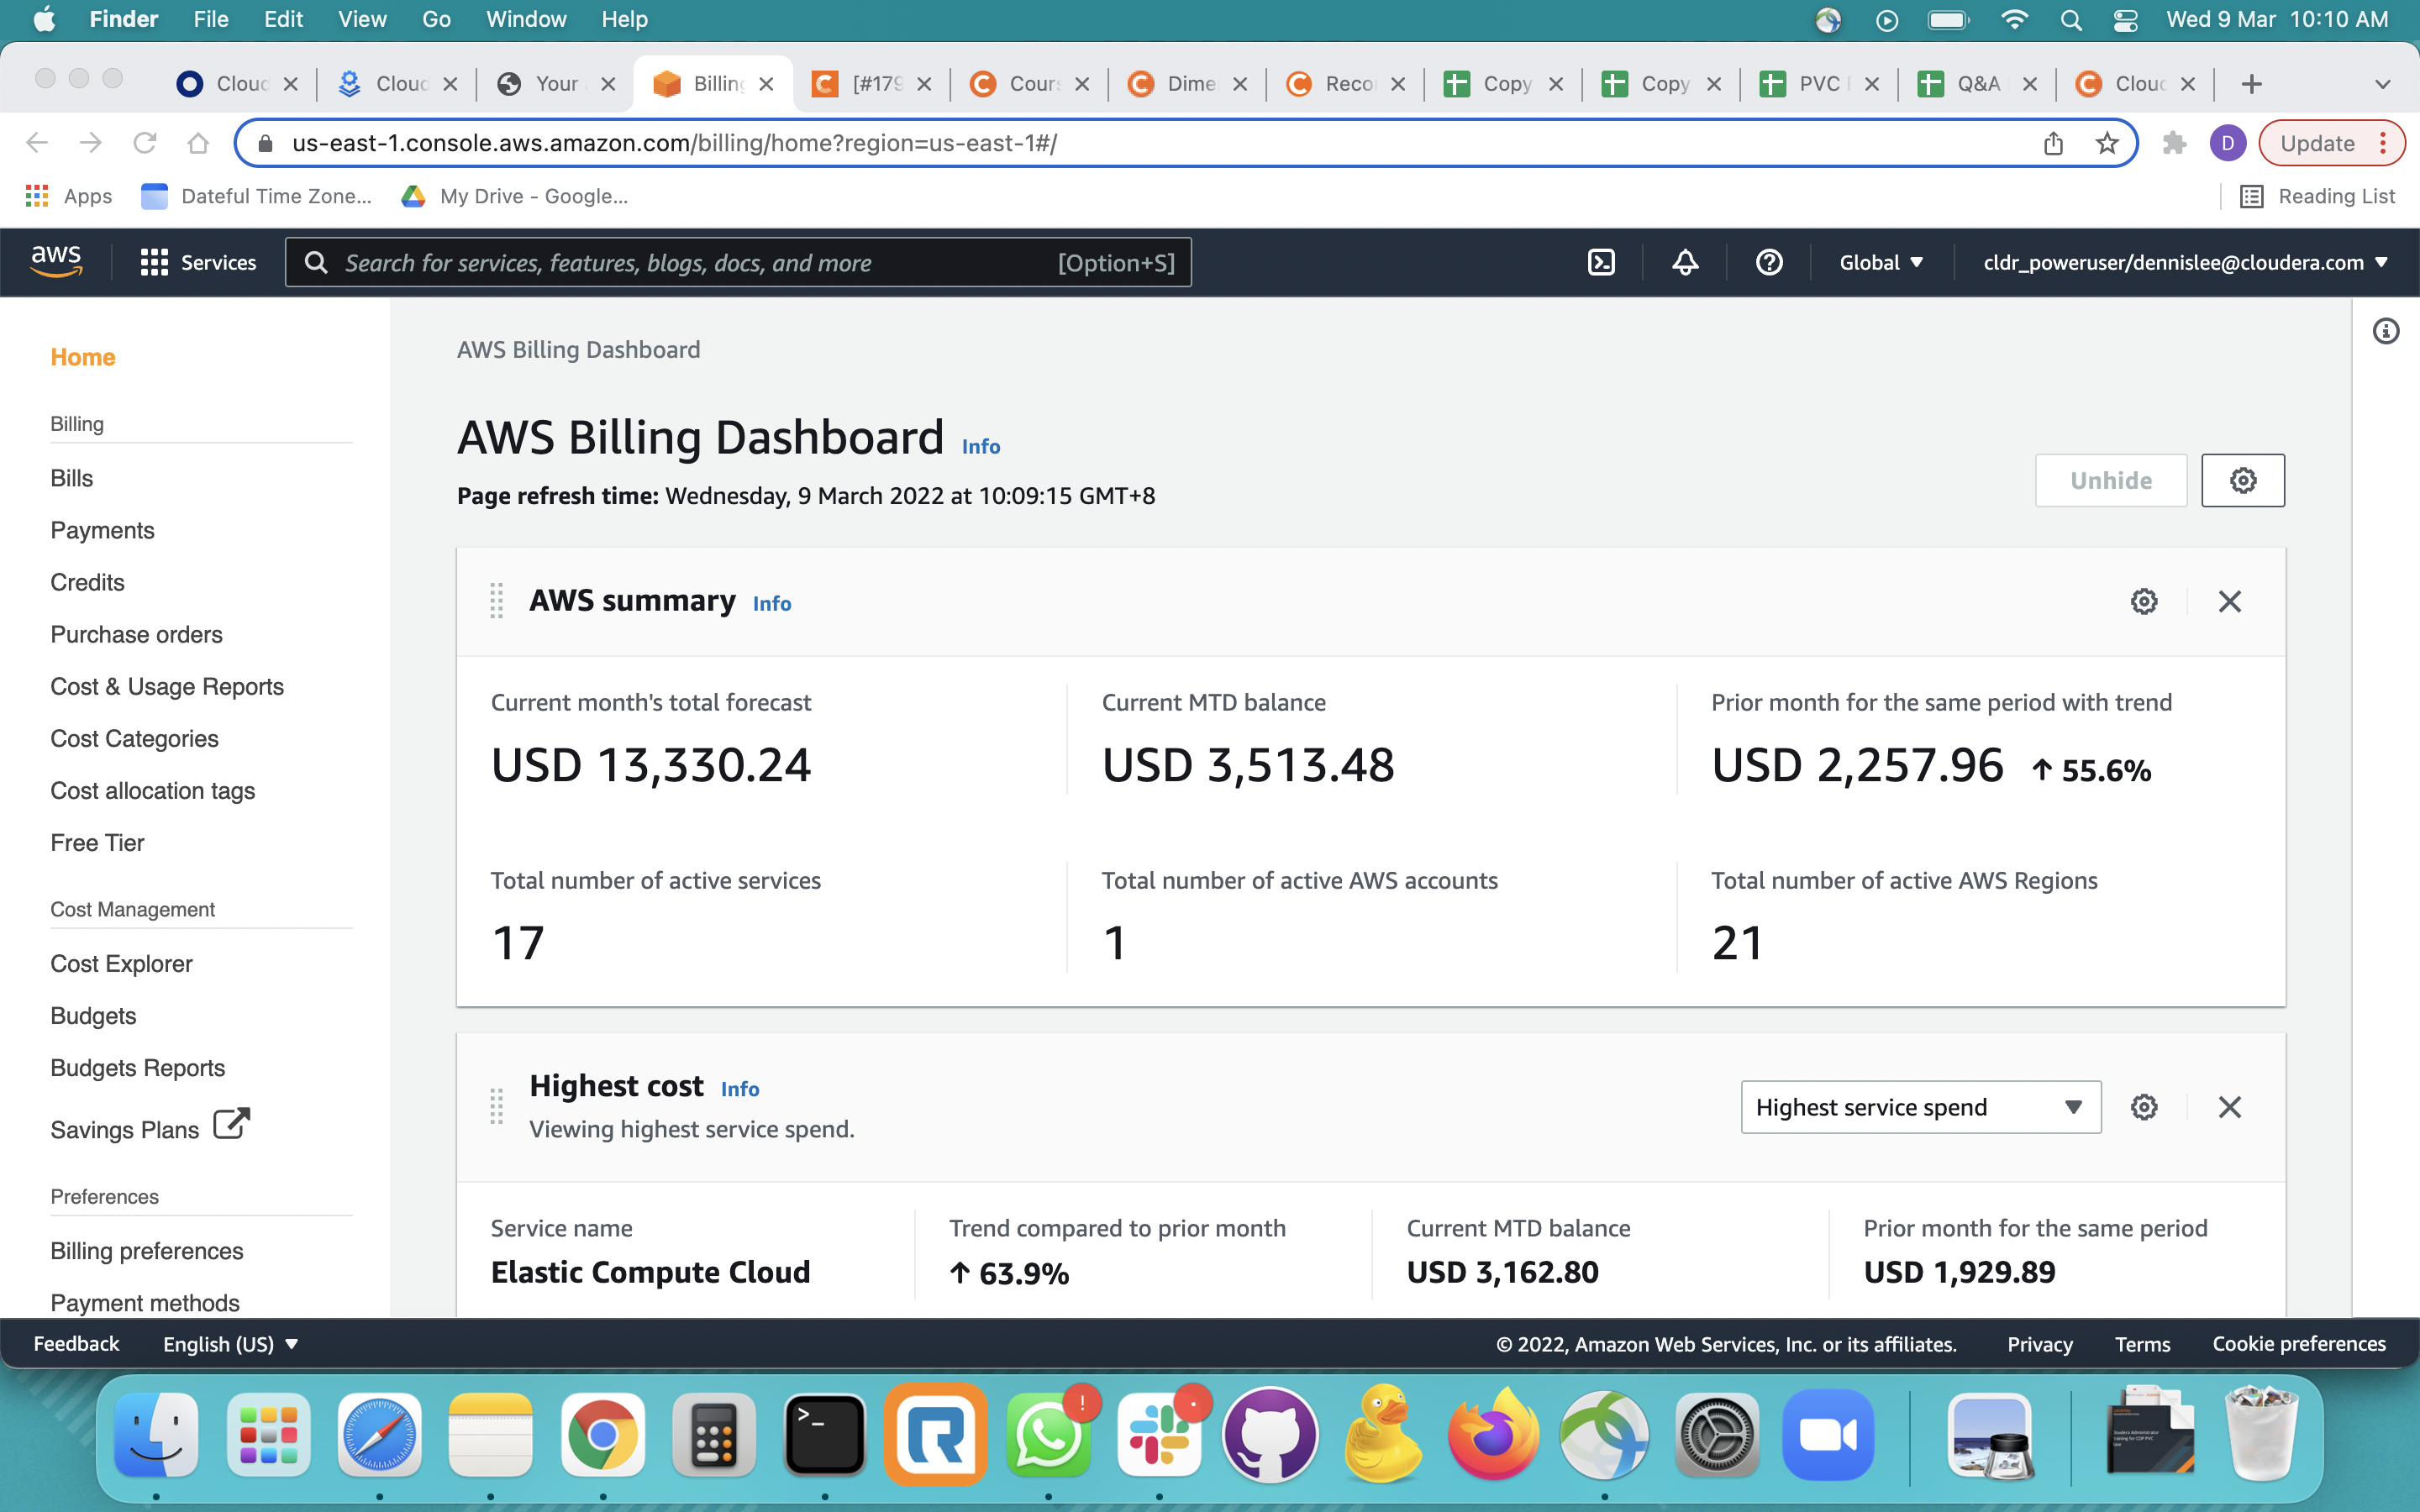 Finder File Edit View Go Window Help Wed 9 Mar 10:10 AM
Cloud Cloud Your Billing [#179 Cours Dime Reco Copy Copy PVC Q&A Cloud
us-east-1.console.aws.amazon.com/billing/home?region=us-east-1#/ D Update
Apps Dateful Time Zone... My Drive - Google... Reading List
aws Services Search for services, features, blogs, docs, and more [Option+S] Global cldr_poweruser/dennislee@cloudera.com
Home
Billing
Bills
Payments
Credits
Purchase orders
Cost & Usage Reports
Cost Categories
Cost allocation tags
Free Tier
Cost Management
Cost Explorer
Budgets
Budgets Reports
Savings Plans
Preferences
Billing preferences
Payment methods
AWS Billing Dashboard
AWS Billing Dashboard Info
Page refresh time: Wednesday, 9 March 2022 at 10:09:15 GMT+8
Unhide
AWS summary Info
Current month's total forecast
USD 13,330.24
Current MTD balance
USD 3,513.48
Prior month for the same period with trend
USD 2,257.96 ↑ 55.6%
Total number of active services
17
Total number of active AWS accounts
1
Total number of active AWS Regions
21
Highest cost Info
Viewing highest service spend.
Highest service spend
Service name
Elastic Compute Cloud
Trend compared to prior month
↑ 63.9%
Current MTD balance
USD 3,162.80
Prior month for the same period
USD 1,929.89
Feedback English (US) © 2022, Amazon Web Services, Inc. or its affiliates. Privacy Terms Cookie preferences